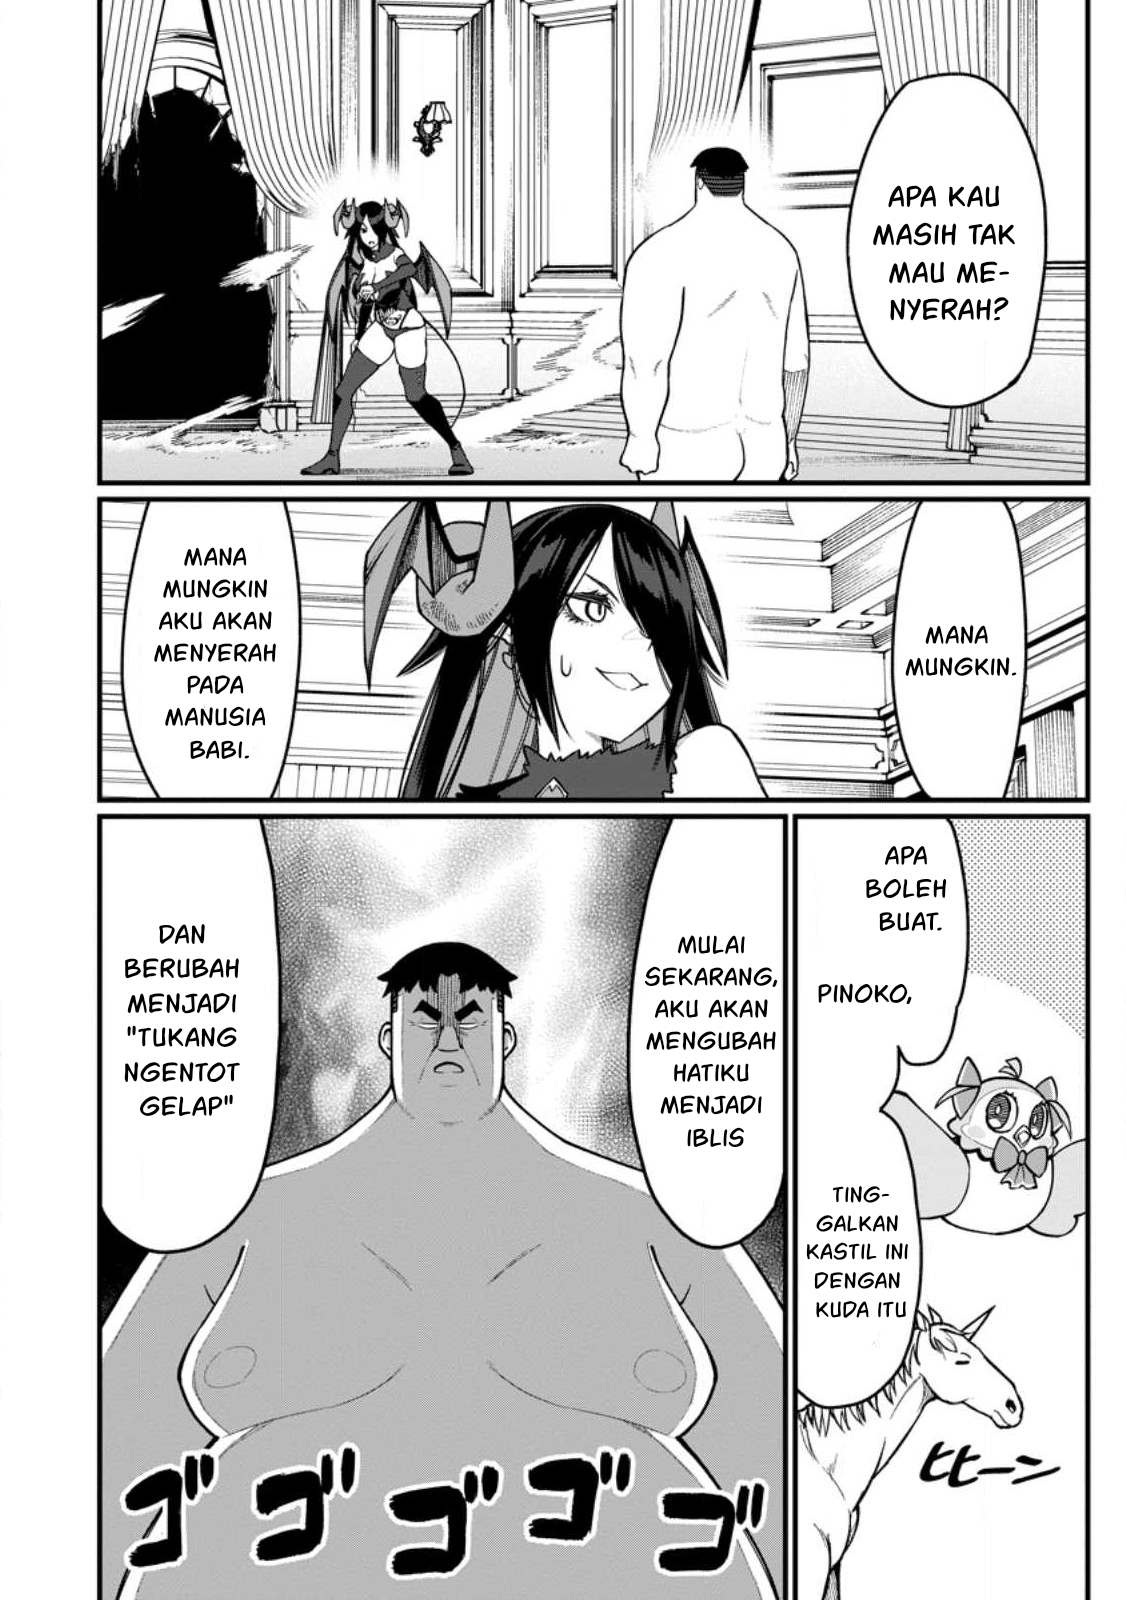 APA KAU
MASIH TAK
MAU ME-
NYERAH?
MANA
MUNGKIN.
MANA
MUNGKIN
AKU AKAN
MENYERAH
PADA
MANUSIA
BABI.
APA
BOLEH
BUAT.
PINOKO,
TING-
GALKAN
KASTIL INI
DENGAN
KUDA ITU
ヒヒーン
MULAI
SEKARANG,
AKU AKAN
MENGUBAH
HATIKU
MENJADI
IBLIS
DAN
BERUBAH
MENJADI
"TUKANG
NGENTOT
GELAP"
ゴゴゴゴゴ